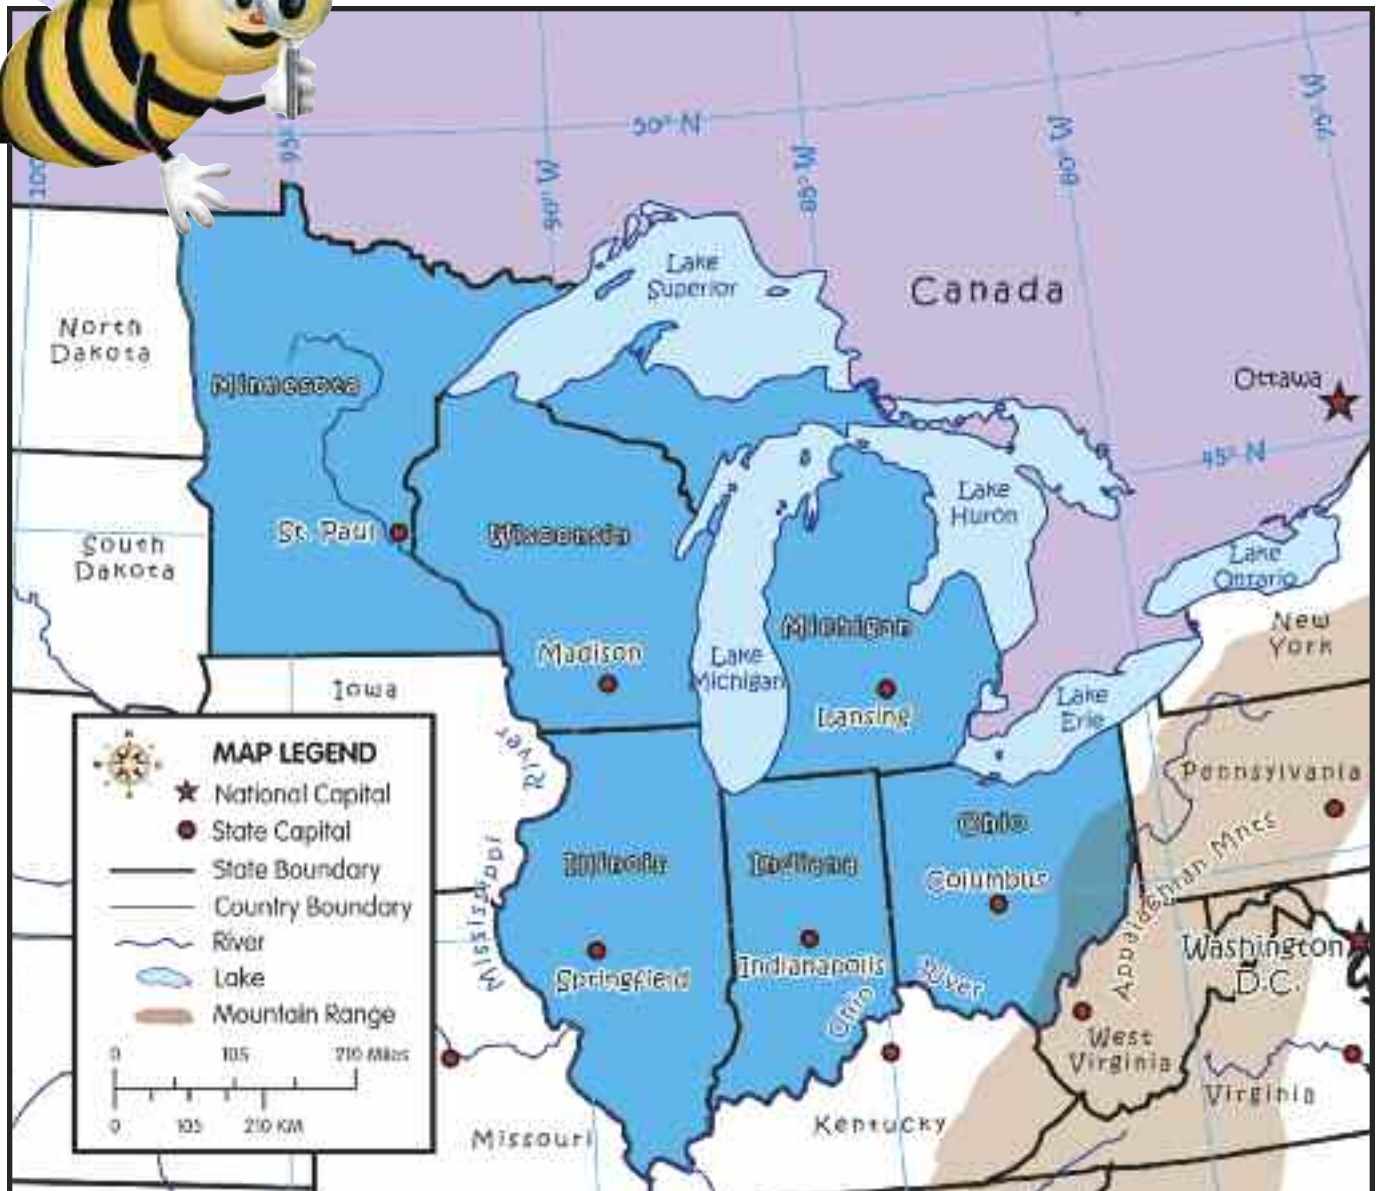 50° N
100
95°
90° W
85° W
80° W
75° W
Lake
Superior
Canada
North
Dakota
Minnesota
Ottawa
45° N
Lake
Huron
St. Paul
Wisconsin
South
Dakota
Lake
Ontario
Michigan
New
York
Madison
Lake
Michigan
Iowa
Lansing
Lake
Erie
River
Mississippi
MAP LEGEND
National Capital
State Capital
State Boundary
Country Boundary
River
Lake
Mountain Range
0 105 210 Miles
0 105 210 KM
Pennsylvania
Ohio
Illinois
Indiana
Columbus
Appalachian Mnts
Washington
D.C.
Springfield
Indianapolis
Ohio River
West
Virginia
Virginia
Missouri
Kentucky